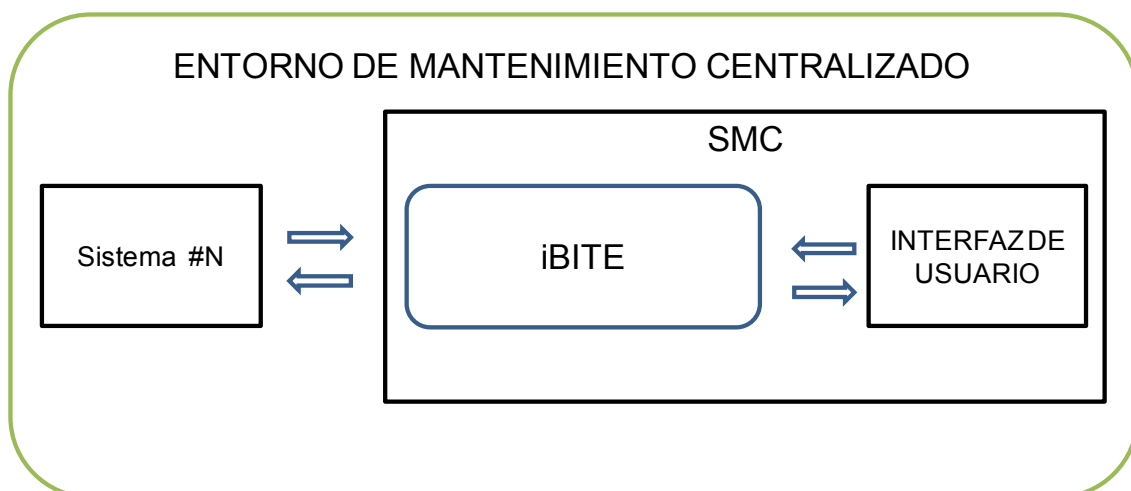 ENTORNO DE MANTENIMIENTO CENTRALIZADO
SMC
Sistema #N
iBITE
INTERFAZ DE
USUARIO